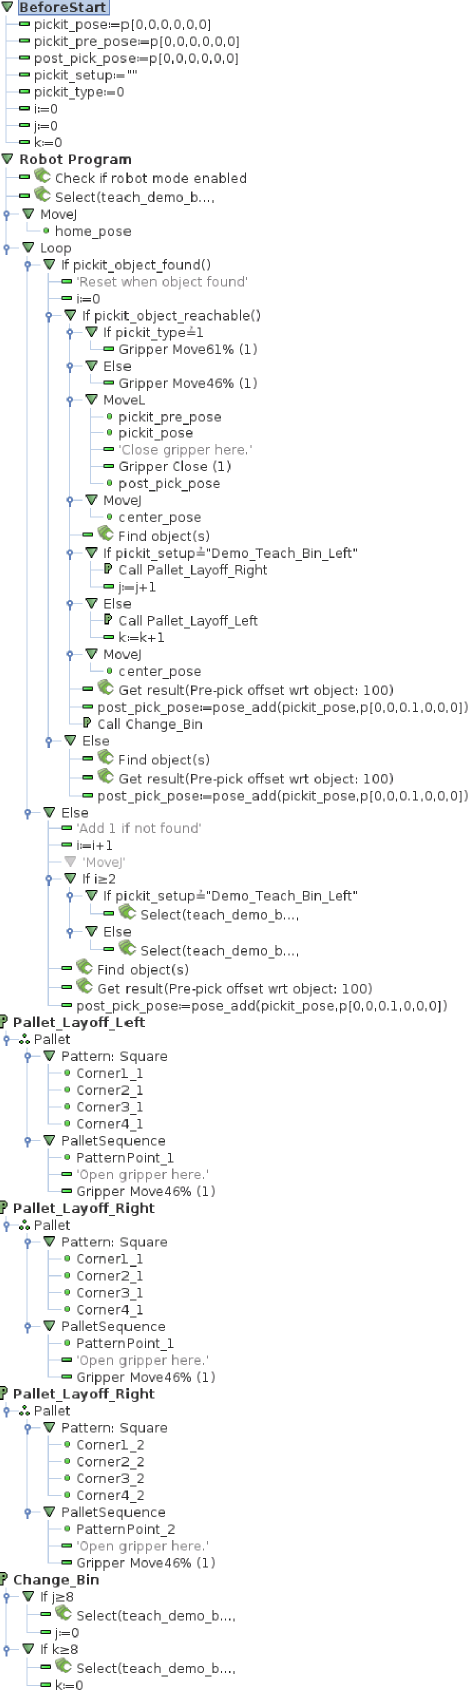 BeforeStart
pickit_pose≔p[0,0,0,0,0,0]
pickit_pre_pose≔p[0,0,0,0,0,0]
post_pick_pose≔p[0,0,0,0,0,0]
pickit_setup≔""
pickit_type≔0
i≔0
j≔0
k≔0
Robot Program
Check if robot mode enabled
Select(teach_demo_b...,
MoveJ
home_pose
Loop
If pickit_object_found()
'Reset when object found'
i≔0
If pickit_object_reachable()
If pickit_type≟1
Gripper Move61% (1)
Else
Gripper Move46% (1)
MoveL
pickit_pre_pose
pickit_pose
'Close gripper here.'
Gripper Close (1)
post_pick_pose
MoveJ
center_pose
Find object(s)
If pickit_setup≟"Demo_Teach_Bin_Left"
Call Pallet_Layoff_Right
j≔j+1
Else
Call Pallet_Layoff_Left
k≔k+1
MoveJ
center_pose
Get result(Pre-pick offset wrt object: 100)
post_pick_pose≔pose_add(pickit_pose,p[0,0,0.1,0,0,0])
Call Change_Bin
Else
Find object(s)
Get result(Pre-pick offset wrt object: 100)
post_pick_pose≔pose_add(pickit_pose,p[0,0,0.1,0,0,0])
Else
'Add 1 if not found'
i≔i+1
'MoveJ'
If i≥2
If pickit_setup≟"Demo_Teach_Bin_Left"
Select(teach_demo_b...,
Else
Select(teach_demo_b...,
Find object(s)
Get result(Pre-pick offset wrt object: 100)
post_pick_pose≔pose_add(pickit_pose,p[0,0,0.1,0,0,0])
Pallet_Layoff_Left
Pallet
Pattern: Square
Corner1_1
Corner2_1
Corner3_1
Corner4_1
PalletSequence
PatternPoint_1
'Open gripper here.'
Gripper Move46% (1)
Pallet_Layoff_Right
Pallet
Pattern: Square
Corner1_1
Corner2_1
Corner3_1
Corner4_1
PalletSequence
PatternPoint_1
'Open gripper here.'
Gripper Move46% (1)
Pallet_Layoff_Right
Pallet
Pattern: Square
Corner1_2
Corner2_2
Corner3_2
Corner4_2
PalletSequence
PatternPoint_2
'Open gripper here.'
Gripper Move46% (1)
Change_Bin
If j≥8
Select(teach_demo_b...,
j≔0
If k≥8
Select(teach_demo_b...,
k≔0